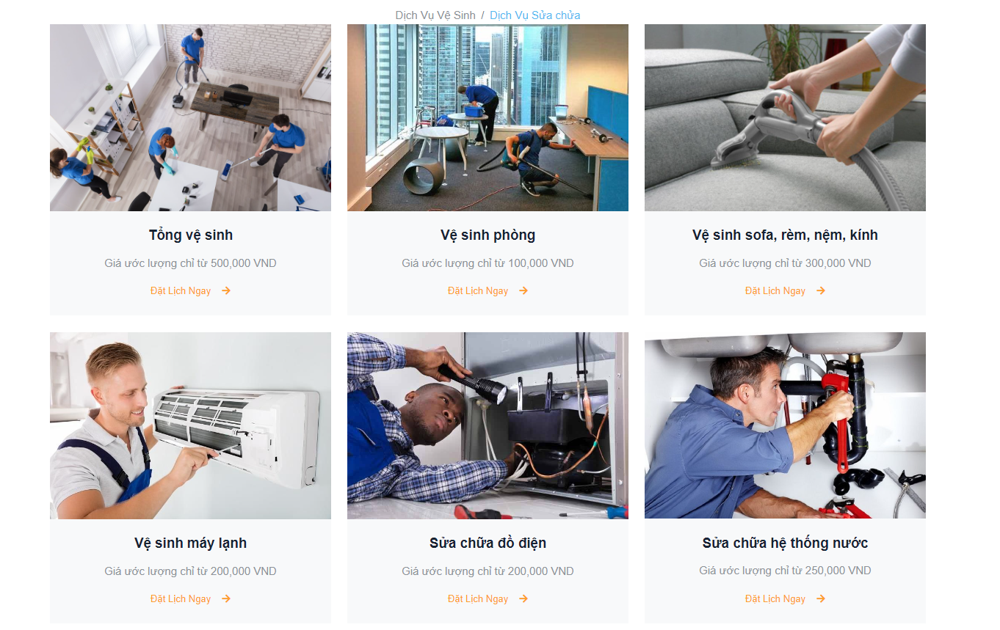 Dịch Vụ Vệ Sinh / Dịch Vụ Sửa chửa
Tổng vệ sinh
Giá ước lượng chỉ từ 500,000 VND
Đặt Lịch Ngay →
Vệ sinh phòng
Giá ước lượng chỉ từ 100,000 VND
Đặt Lịch Ngay →
Vệ sinh sofa, rèm, nệm, kính
Giá ước lượng chỉ từ 300,000 VND
Đặt Lịch Ngay →
Vệ sinh máy lạnh
Giá ước lượng chỉ từ 200,000 VND
Đặt Lịch Ngay →
Sửa chữa đồ điện
Giá ước lượng chỉ từ 200,000 VND
Đặt Lịch Ngay →
Sửa chữa hệ thống nước
Giá ước lượng chỉ từ 250,000 VND
Đặt Lịch Ngay →